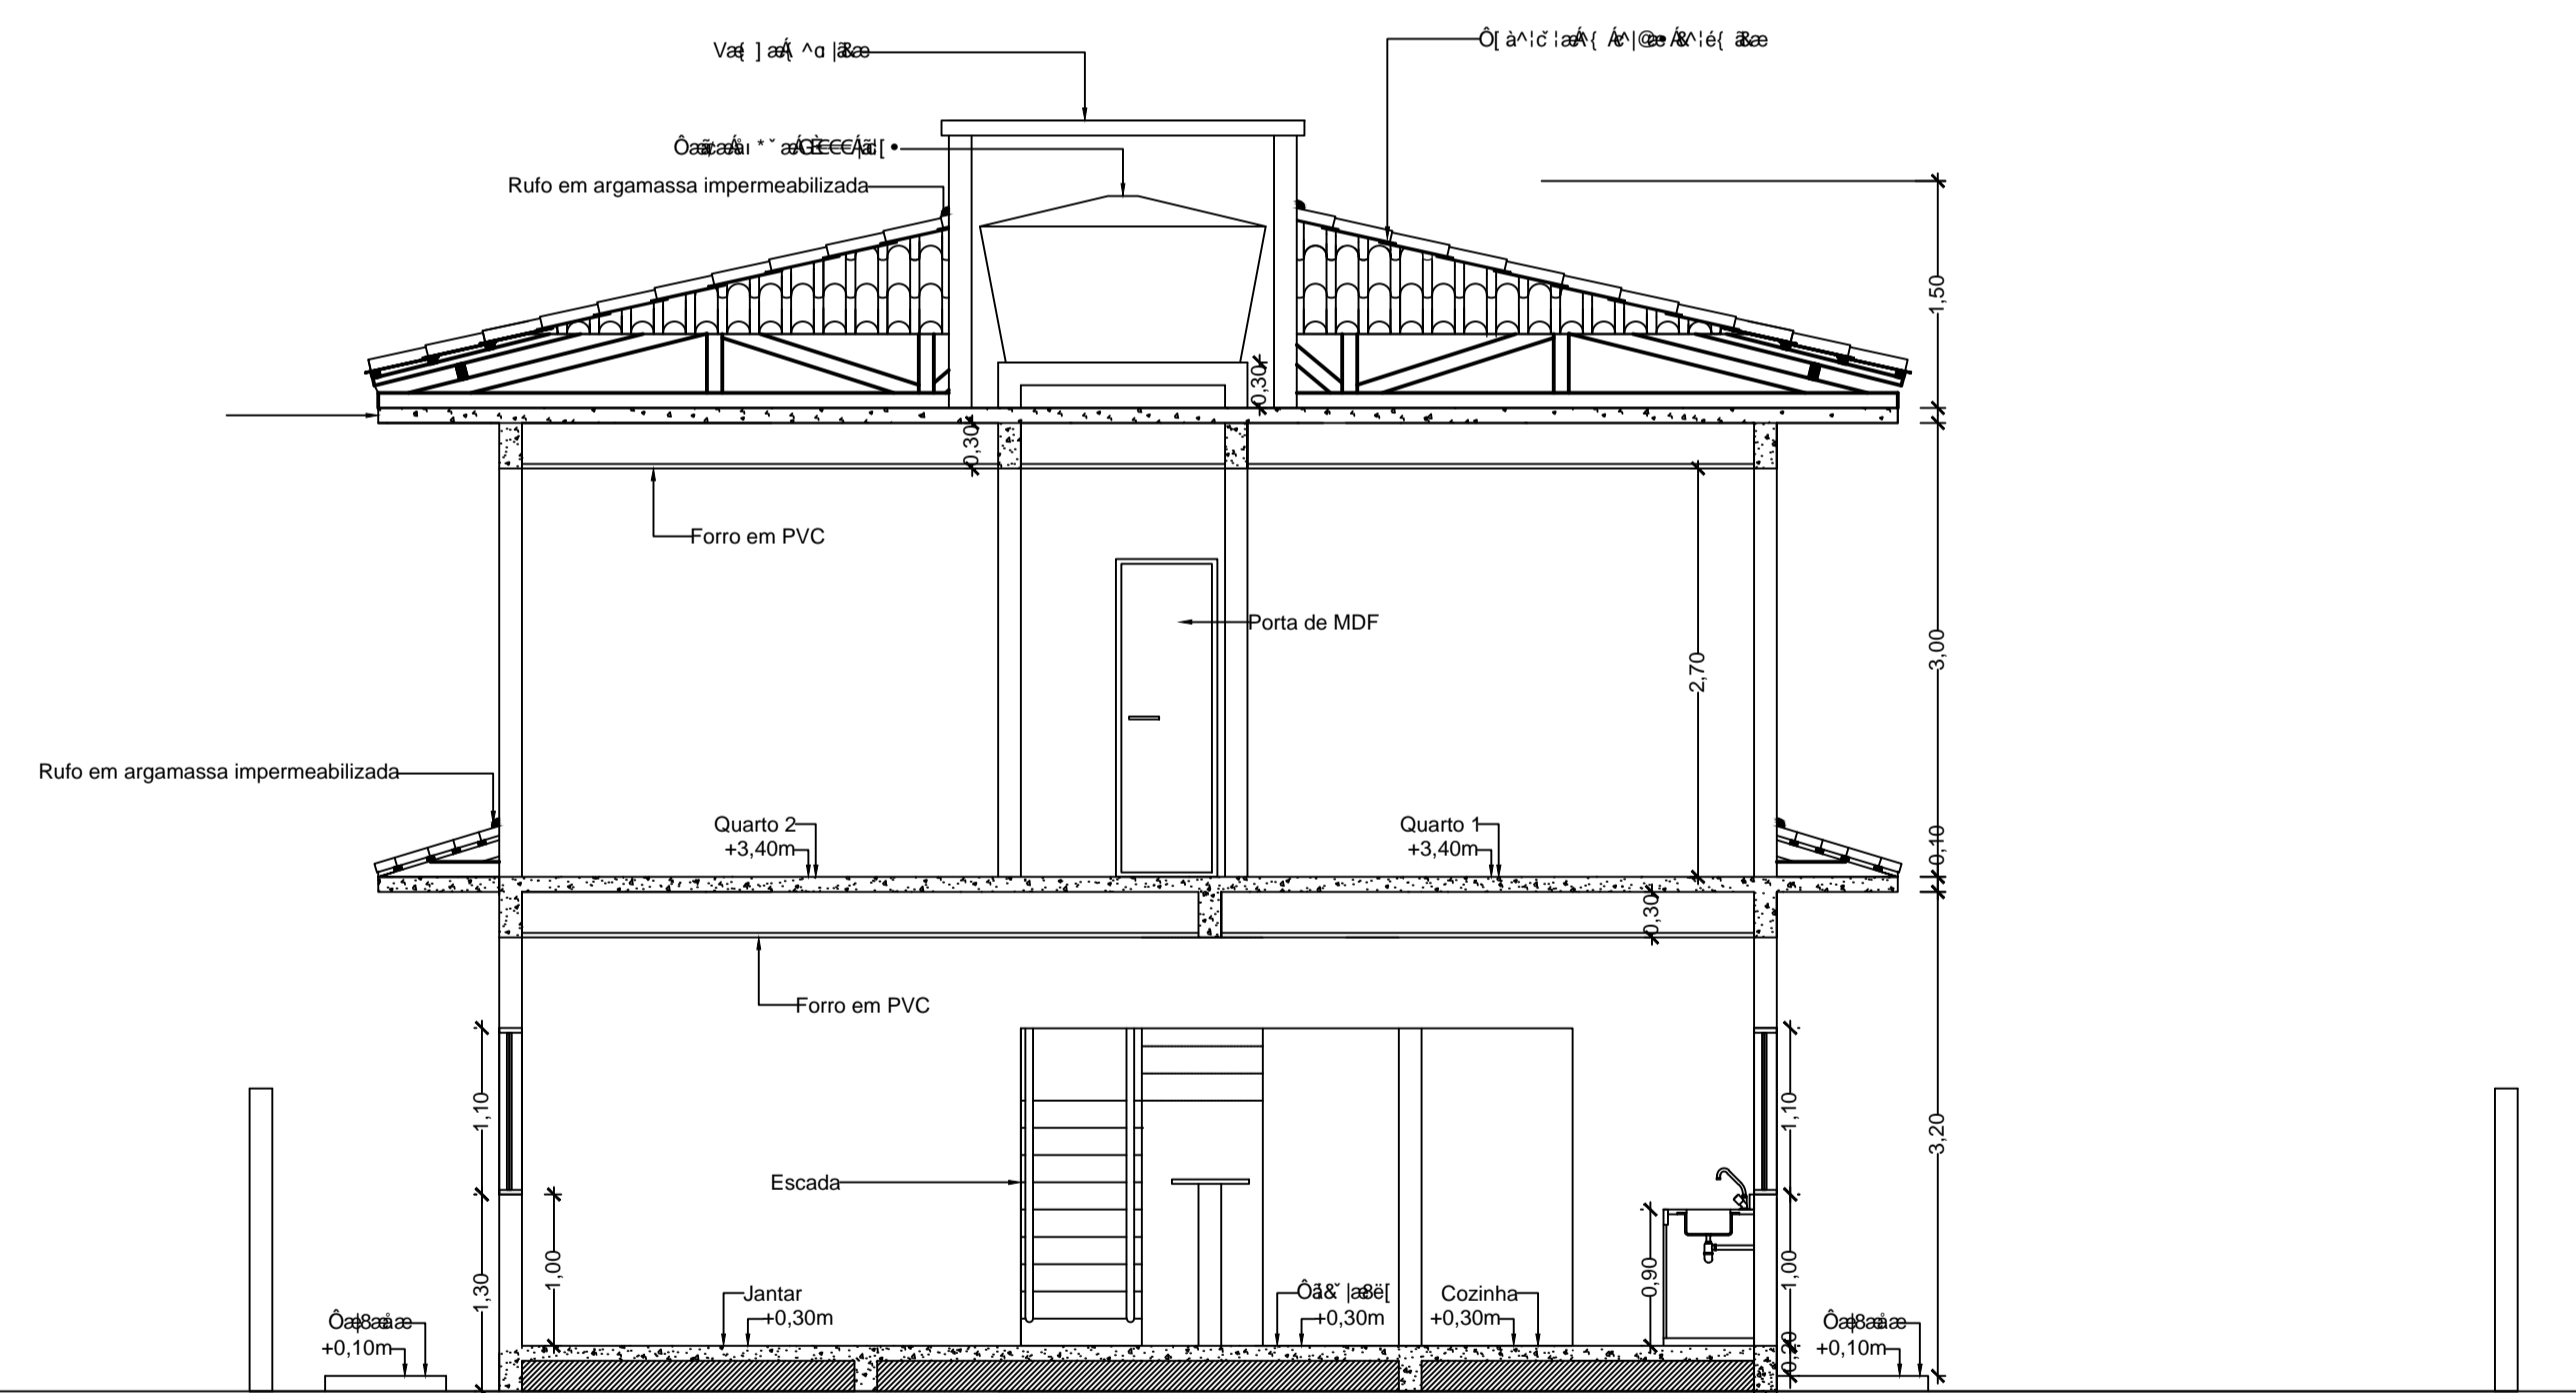 Rufo em argamassa impermeabilizada
1,50
0,30
0,30
Forro em PVC
Porta de MDF
3,00
2,70
Rufo em argamassa impermeabilizada
Quarto 2
+3,40m
Quarto 1
+3,40m
0,10
0,30
Forro em PVC
1,10
1,10
3,20
Escada
1,30
1,00
0,90
1,00
Jantar
+0,30m
+0,30m
Cozinha
+0,30m
+0,10m
0,20
+0,10m